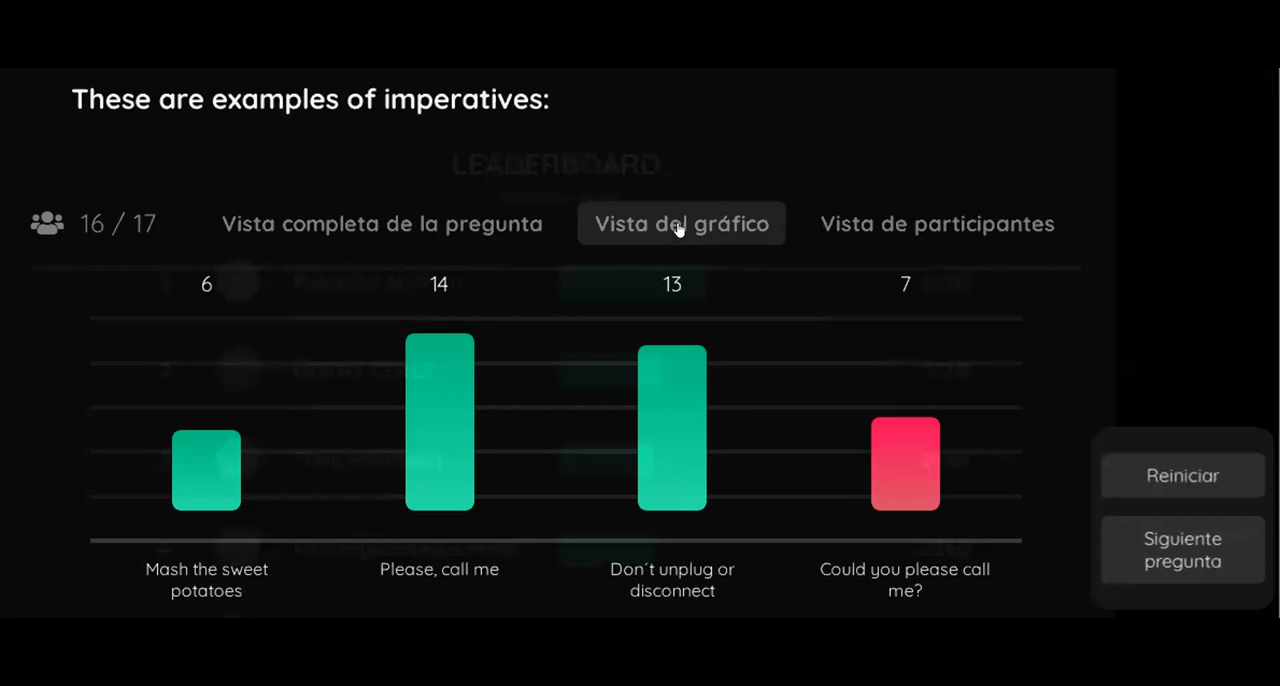 These are examples of imperatives:
LEADERBOARD
16 / 17
Vista completa de la pregunta
Vista del gráfico
Vista de participantes
6
14
13
7
Mash the sweet
potatoes
Please, call me
Don´t unplug or
disconnect
Could you please call
me?
Reiniciar
Siguiente
pregunta